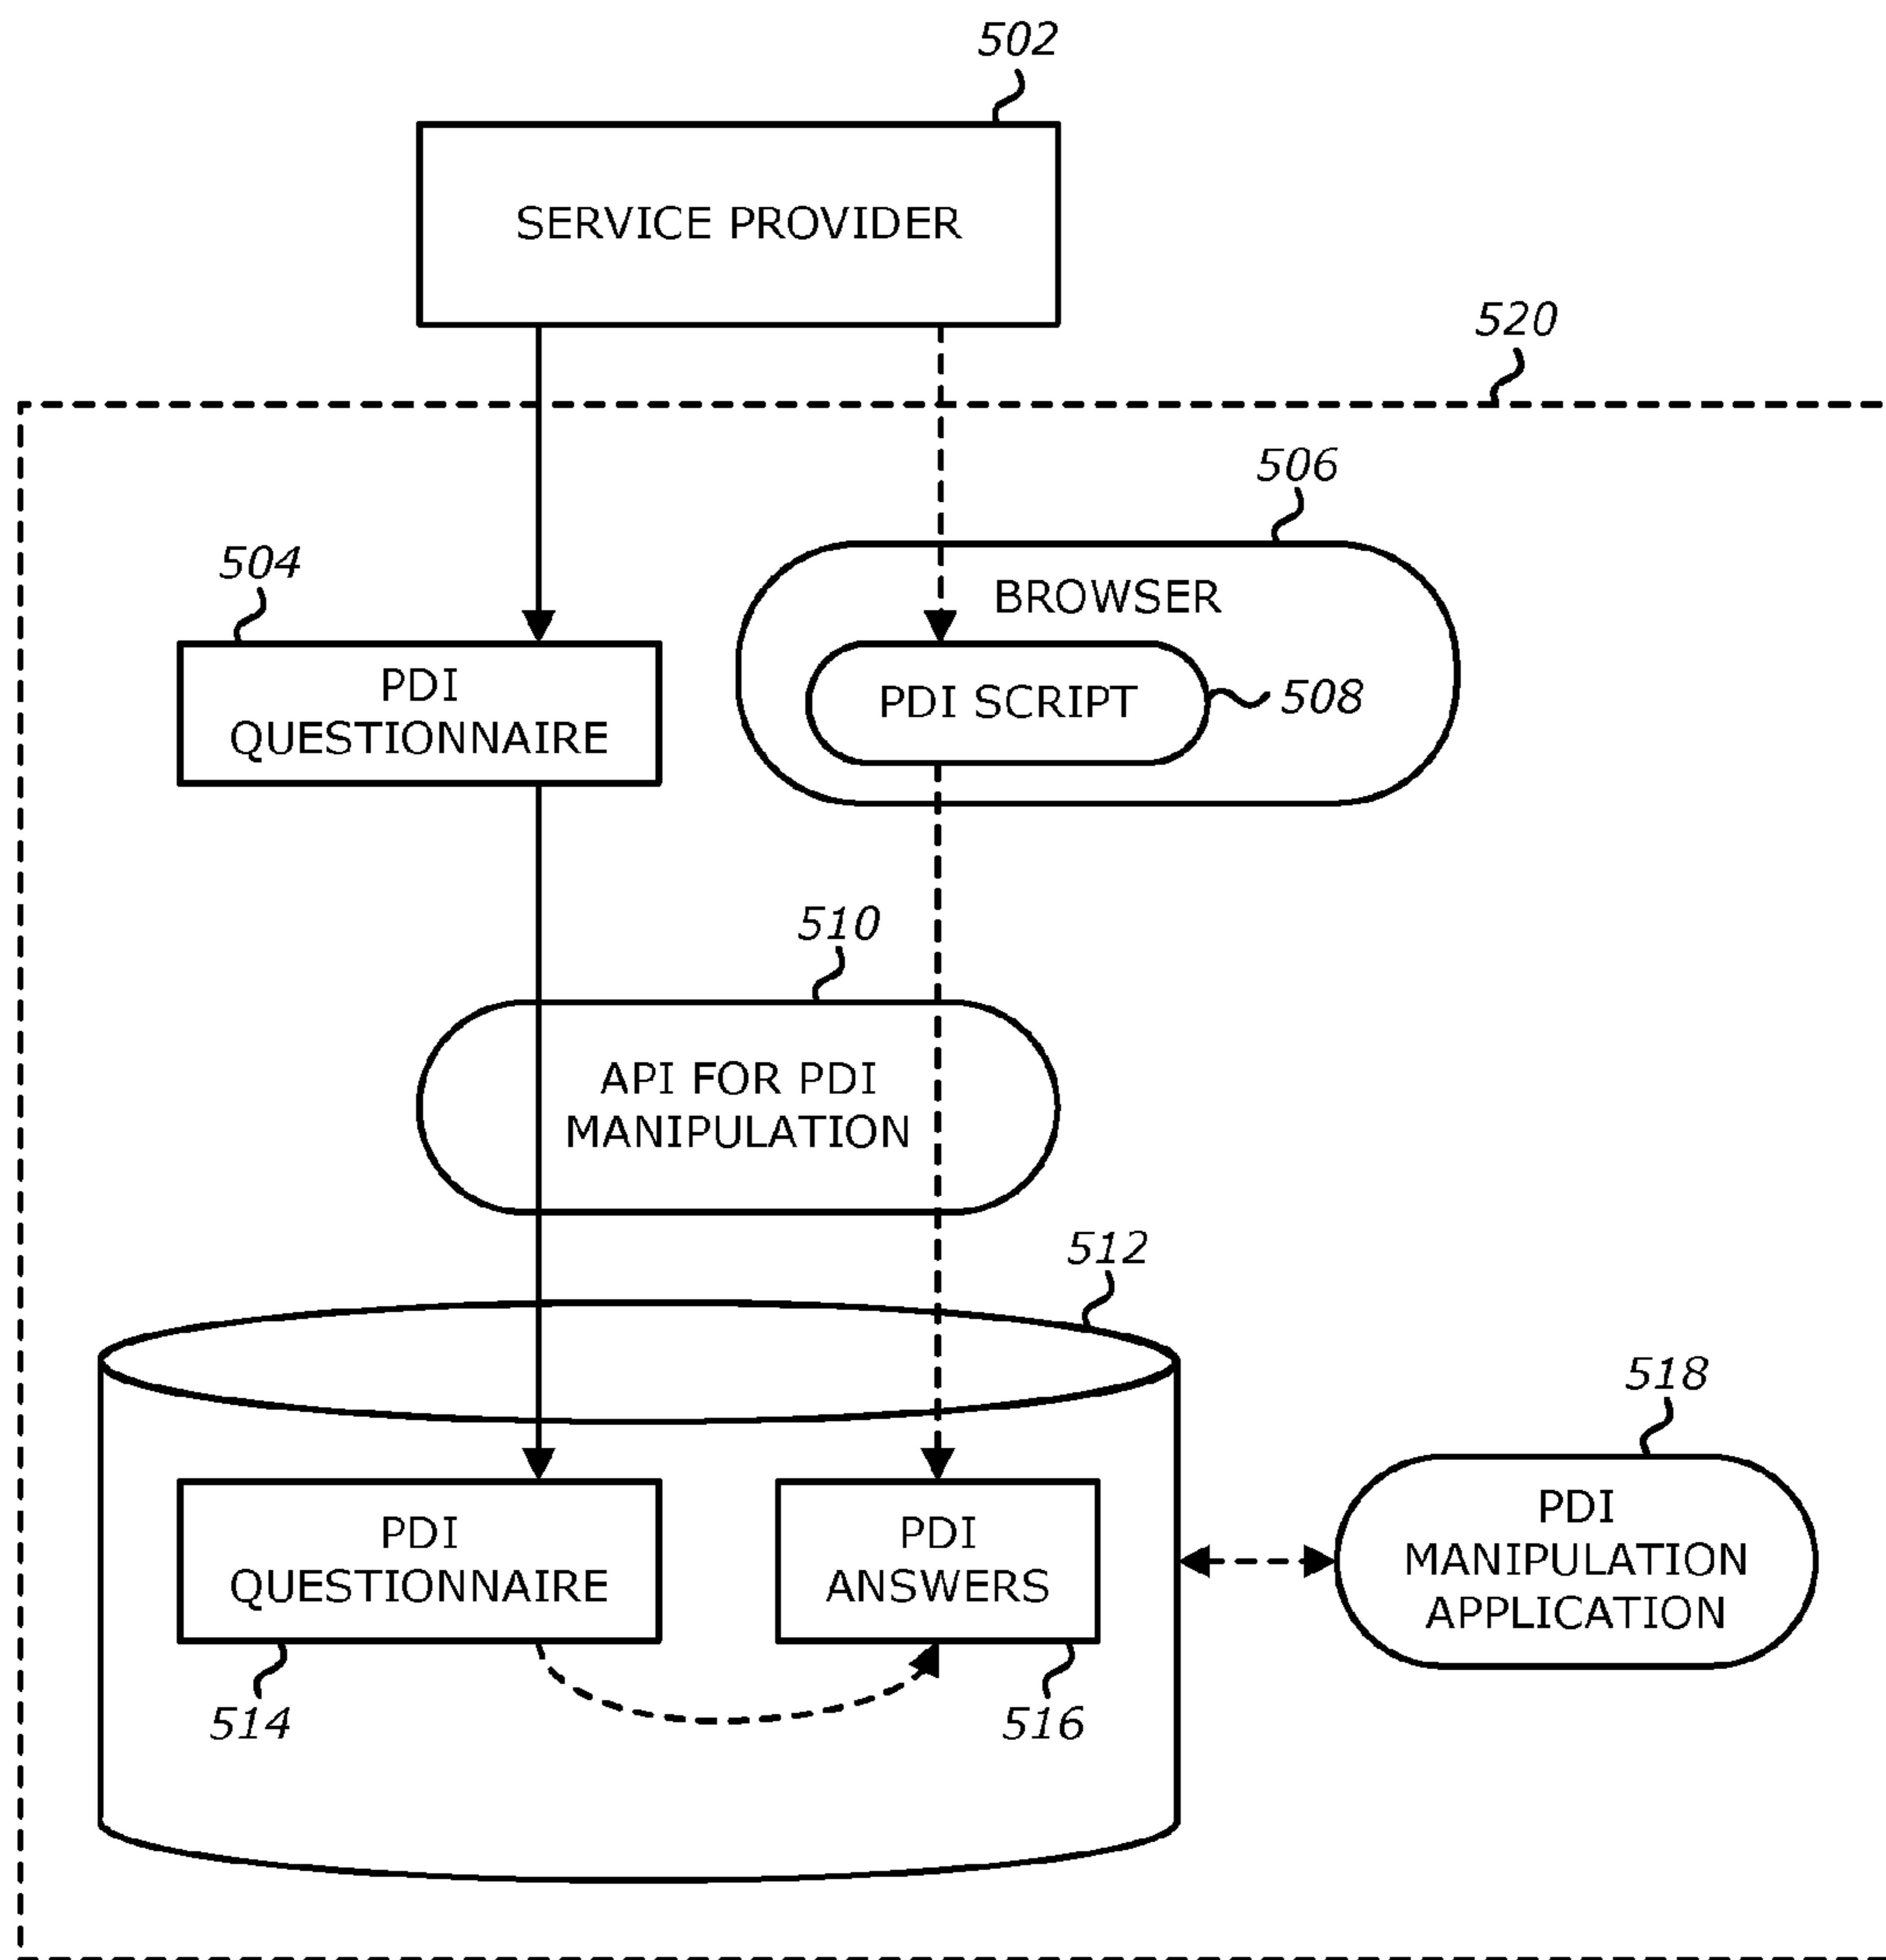 502
SERVICE PROVIDER
520
506
504
BROWSER
PDI
QUESTIONNAIRE
PDI SCRIPT
508
510
API FOR PDI
MANIPULATION
512
518
PDI
QUESTIONNAIRE
PDI
ANSWERS
PDI
MANIPULATION
APPLICATION
514
516